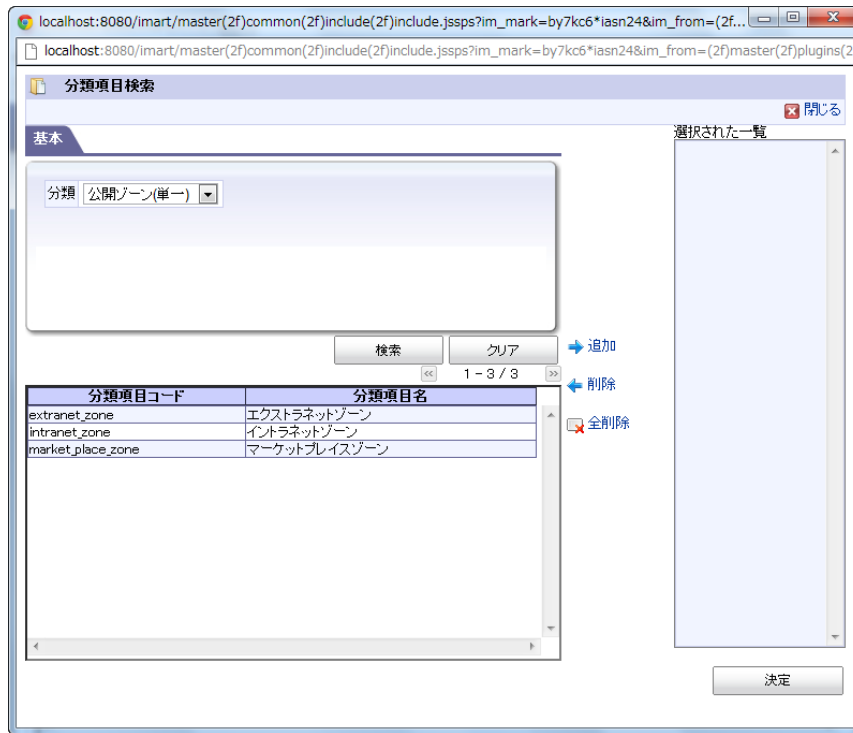 localhost:8080/imart/master(2f)common(2f)include(2f)include.jssps?im_mark=by7kc6*iasn24&im_from=(2f...
localhost:8080/imart/master(2f)common(2f)include(2f)include.jssps?im_mark=by7kc6*iasn24&im_from=(2f)master(2f)plugins(2
分類項目検索
閉じる
基本
選択された一覧
分類 公開ゾーン(単一)
検索 クリア
追加
<< 1 - 3 / 3 >>
削除
分類項目コード 分類項目名
extranet_zone エクストラネットゾーン
全削除
intranet_zone イントラネットゾーン
market_place_zone マーケットプレイスゾーン
決定